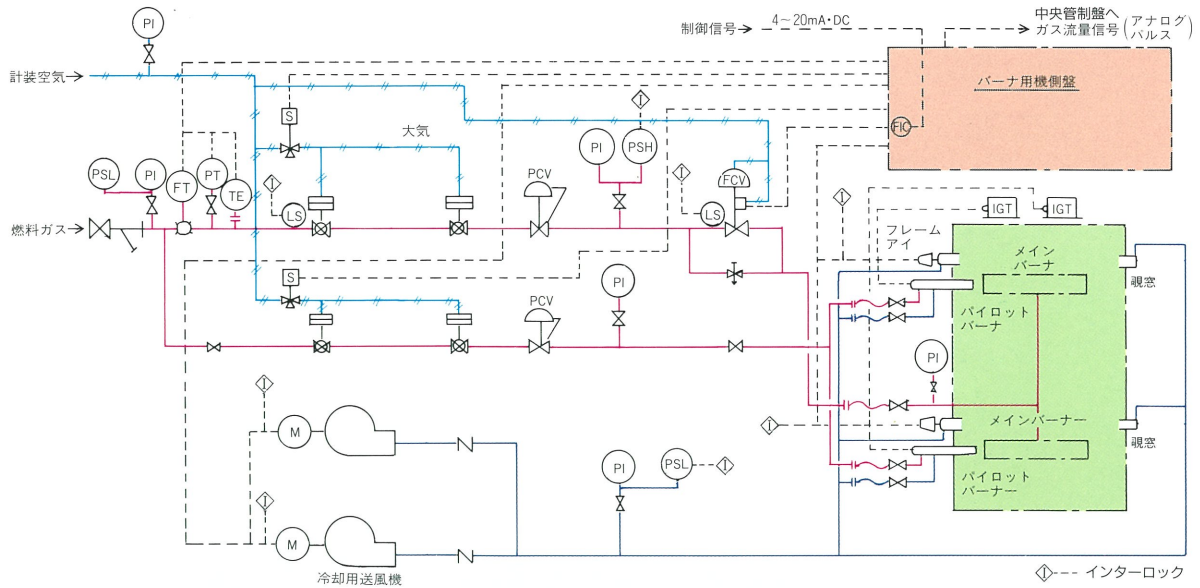 制御信号
4～20mA・DC
中央管制盤へ
ガス流量信号(アナログ パルス)
PI
計装空気
バーナ用機側盤
S
大気
I
FIC
PI
PSH
PSL
PI
FT
PT
TE
I
LS
PCV
I
LS
FCV
I
IGT
IGT
燃料ガス
フレーム
アイ
メイン
バーナ
覗窓
S
PI
PCV
パイロット
バーナ
PI
I
M
I
メインバーナー
覗窓
PI
PSL
I
パイロット
バーナー
I
M
冷却用送風機
I
インターロック